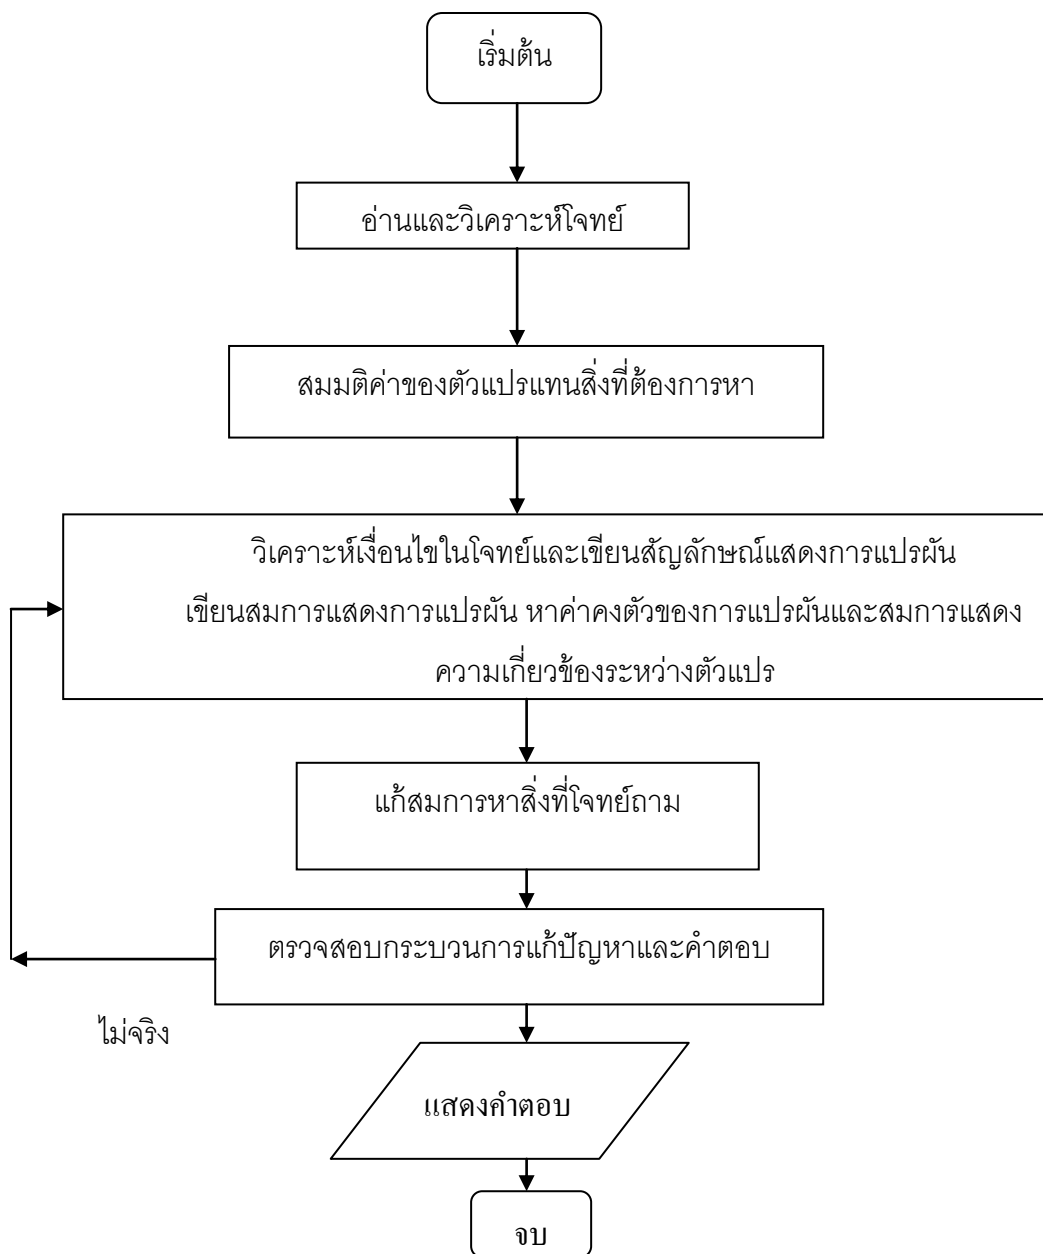 เริ่มต้น
อ่านและวิเคราะห์โจทย์
สมมติค่าของตัวแปรแทนสิ่งที่ต้องการหา
วิเคราะห์เงื่อนไขในโจทย์และเขียนสัญลักษณ์แสดงการแปรผัน
เขียนสมการแสดงการแปรผัน หาค่าคงตัวของการแปรผันและสมการแสดง
ความเกี่ยวข้องระหว่างตัวแปร
แก้สมการหาสิ่งที่โจทย์ถาม
ตรวจสอบกระบวนการแก้ปัญหาและคำตอบ
ไม่จริง
แสดงคำตอบ
จบ